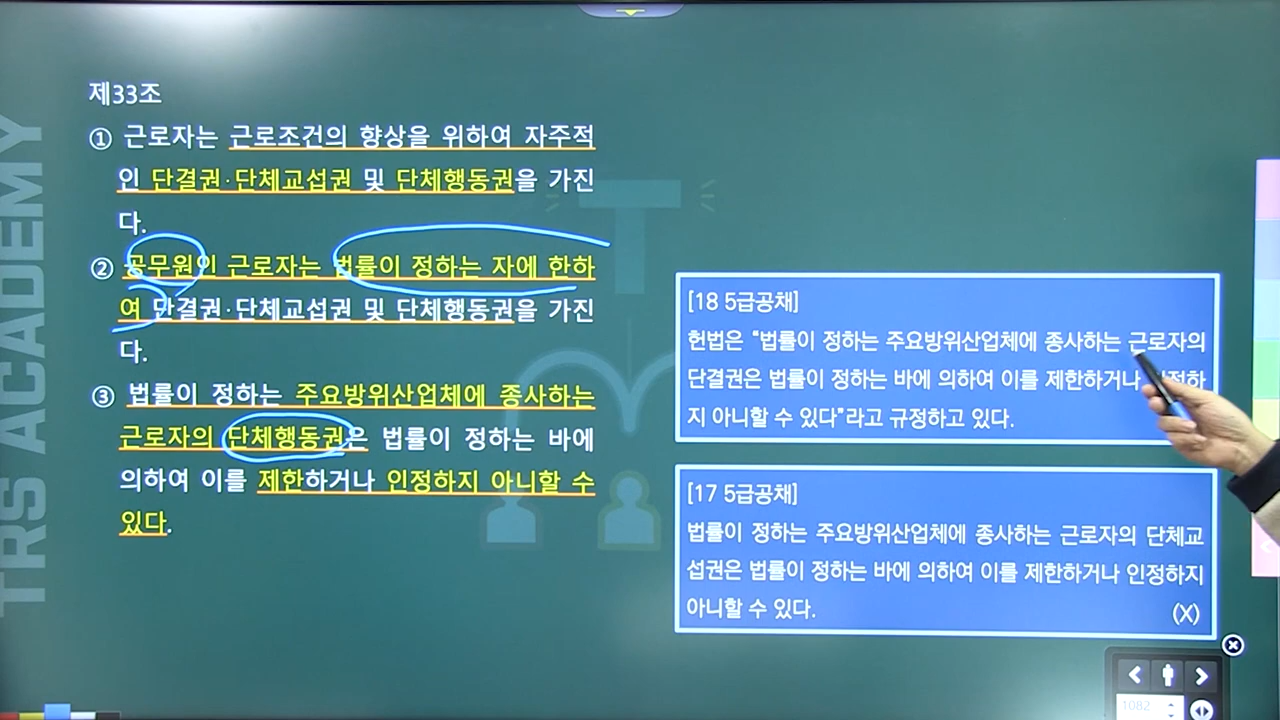 TRS ACADEMY
제33조
① 근로자는 근로조건의 향상을 위하여 자주적
인 단결권·단체교섭권 및 단체행동권을 가진
다.
② 공무원인 근로자는 법률이 정하는 자에 한하
여 단결권·단체교섭권 및 단체행동권을 가진
다.
③ 법률이 정하는 주요방위산업체에 종사하는
근로자의 단체행동권은 법률이 정하는 바에
의하여 이를 제한하거나 인정하지 아니할 수
있다.
[18 5급공채]
헌법은 “법률이 정하는 주요방위산업체에 종사하는 근로자의
단결권은 법률이 정하는 바에 의하여 이를 제한하거나
지 아니할 수 있다”라고 규정하고 있다.
[17 5급공채]
법률이 정하는 주요방위산업체에 종사하는 근로자의 단체교
섭권은 법률이 정하는 바에 의하여 이를 제한하거나 인정하지
아니할 수 있다. (X)
1082